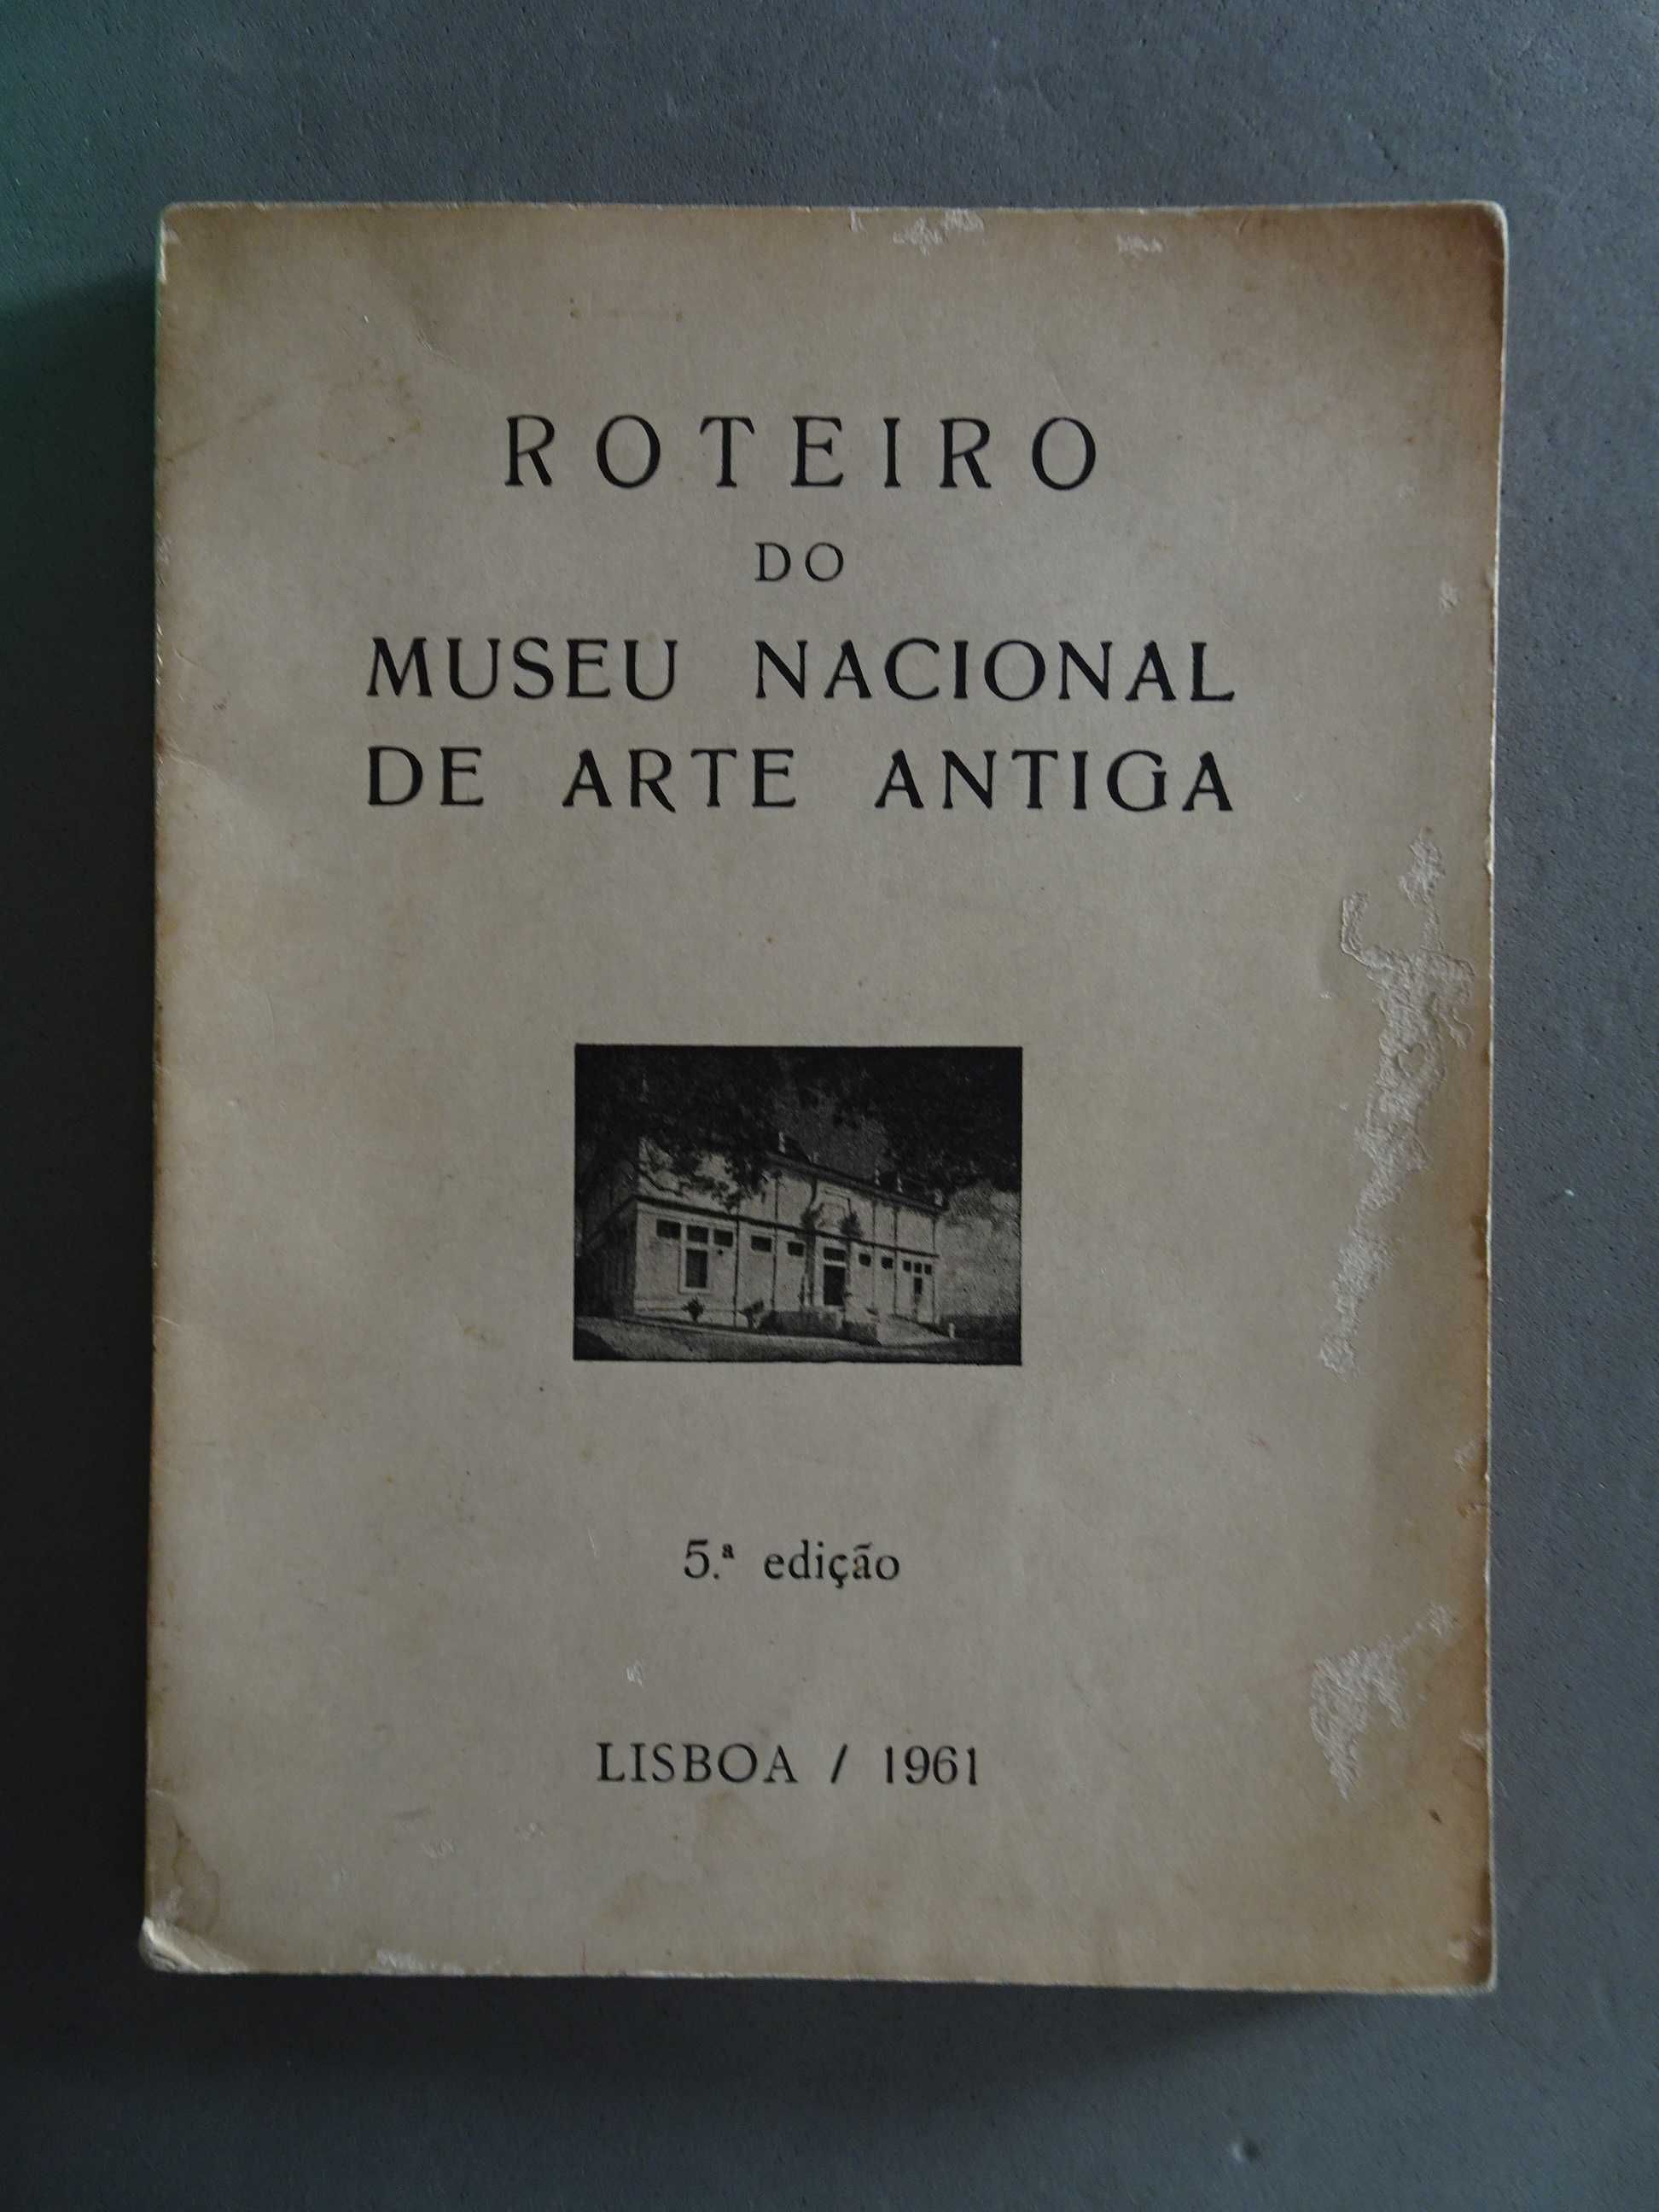 ROTEIRO
DO
MUSEU NACIONAL
DE ARTE ANTIGA
5.ª edição
LISBOA / 1961